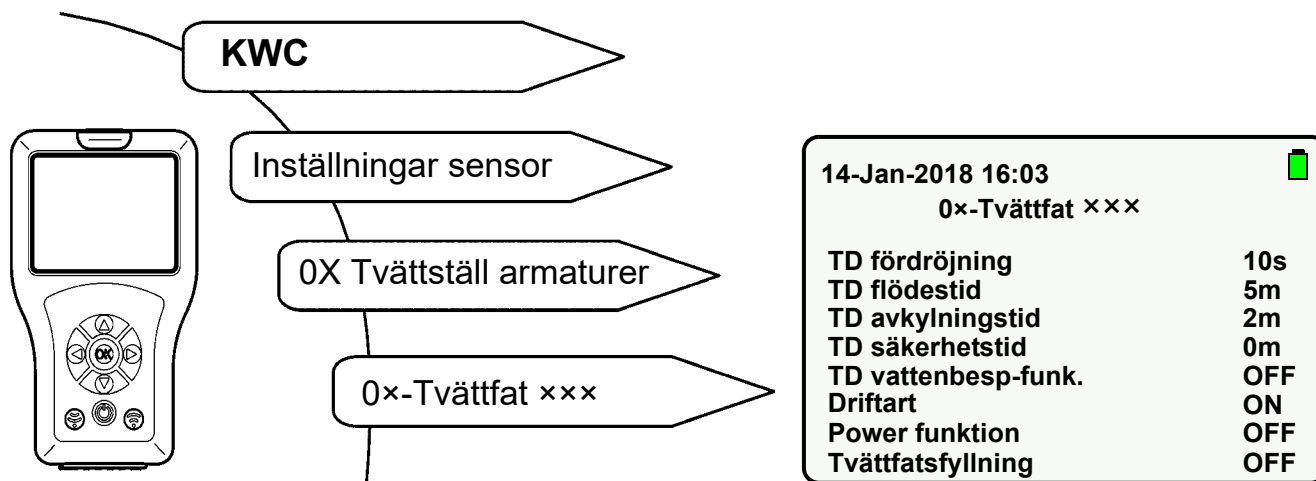 KWC
Inställningar sensor
0X Tvättställ armaturer
0×-Tvättfat ×××
OK
14-Jan-2018 16:03
0×-Tvättfat ×××
TD fördröjning 10s
TD flödestid 5m
TD avkylningstid 2m
TD säkerhetstid 0m
TD vattenbesp-funk. OFF
Driftart ON
Power funktion OFF
Tvättfatsfyllning OFF